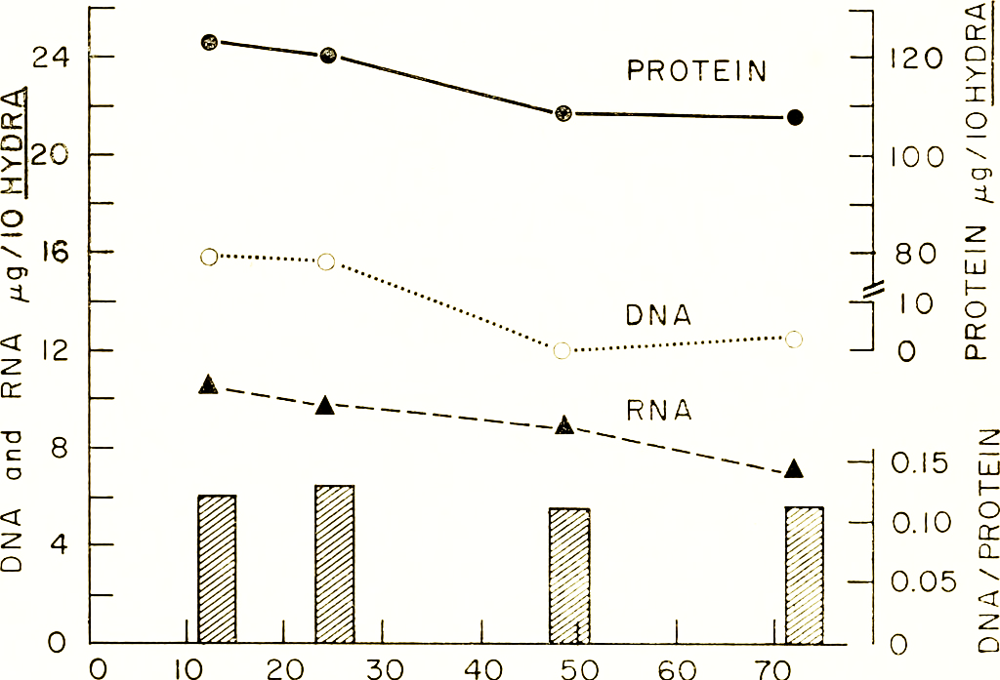 DNA and RNA µg/10 HYDRA
24
20
16
12
8
4
0
PROTEIN
DNA
RNA
0 10 20 30 40 50 60 70
120
100
80
10
0
PROTEIN µg/10 HYDRA
0.15
0.10
0.05
0
DNA/PROTEIN